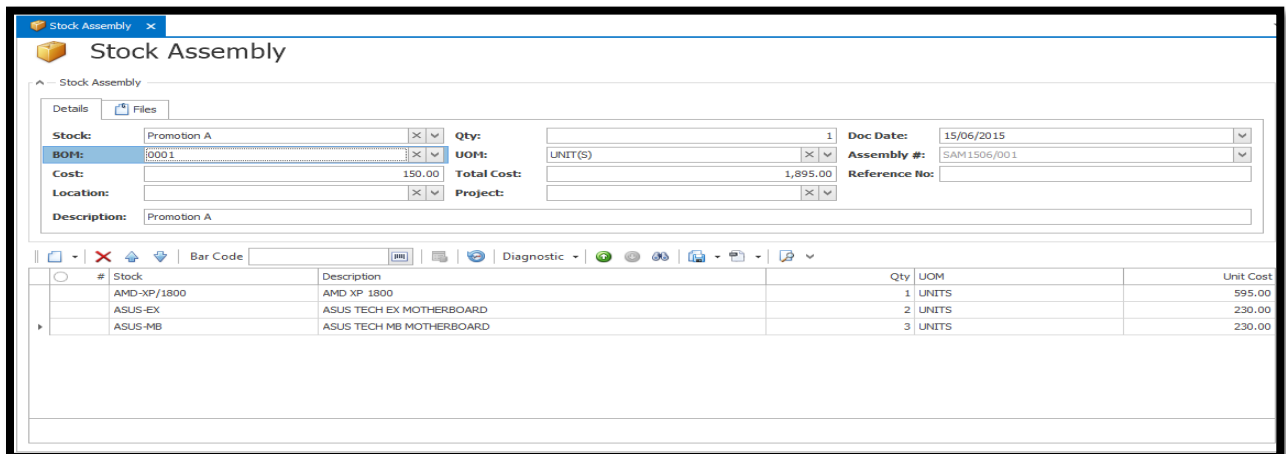 Stock Assembly
Stock Assembly
Stock Assembly
Details Files
Stock: Promotion A Qty: 1 Doc Date: 15/06/2015
BOM: 0001 UOM: UNIT(S) Assembly #: SAM1506/001
Cost: 150.00 Total Cost: 1,895.00 Reference No:
Location: Project:
Description: Promotion A
Bar Code Diagnostic
# Stock Description Qty UOM Unit Cost
AMD-XP/1800 AMD XP 1800 1 UNITS 595.00
ASUS-EX ASUS TECH EX MOTHERBOARD 2 UNITS 230.00
ASUS-MB ASUS TECH MB MOTHERBOARD 3 UNITS 230.00